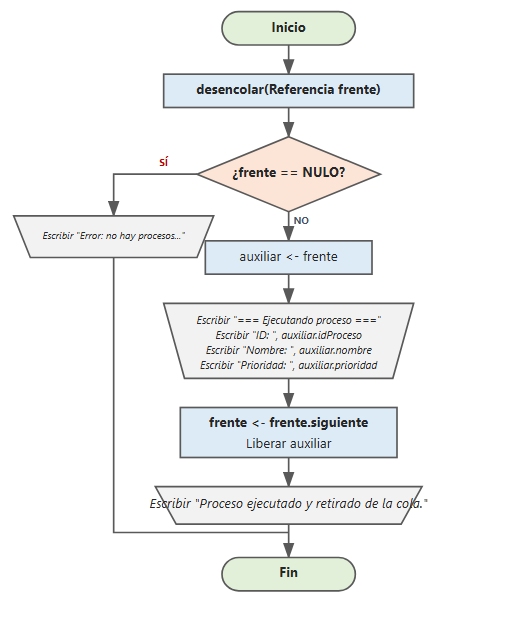 Inicio
desencolar(Referencia frente)
¿frente == NULO?
SÍ
NO
Escribir "Error: no hay procesos..."
auxiliar <- frente
Escribir "=== Ejecutando proceso ==="
Escribir "ID: ", auxiliar.idProceso
Escribir "Nombre: ", auxiliar.nombre
Escribir "Prioridad: ", auxiliar.prioridad
frente <- frente.siguiente
Liberar auxiliar
Escribir "Proceso ejecutado y retirado de la cola."
Fin